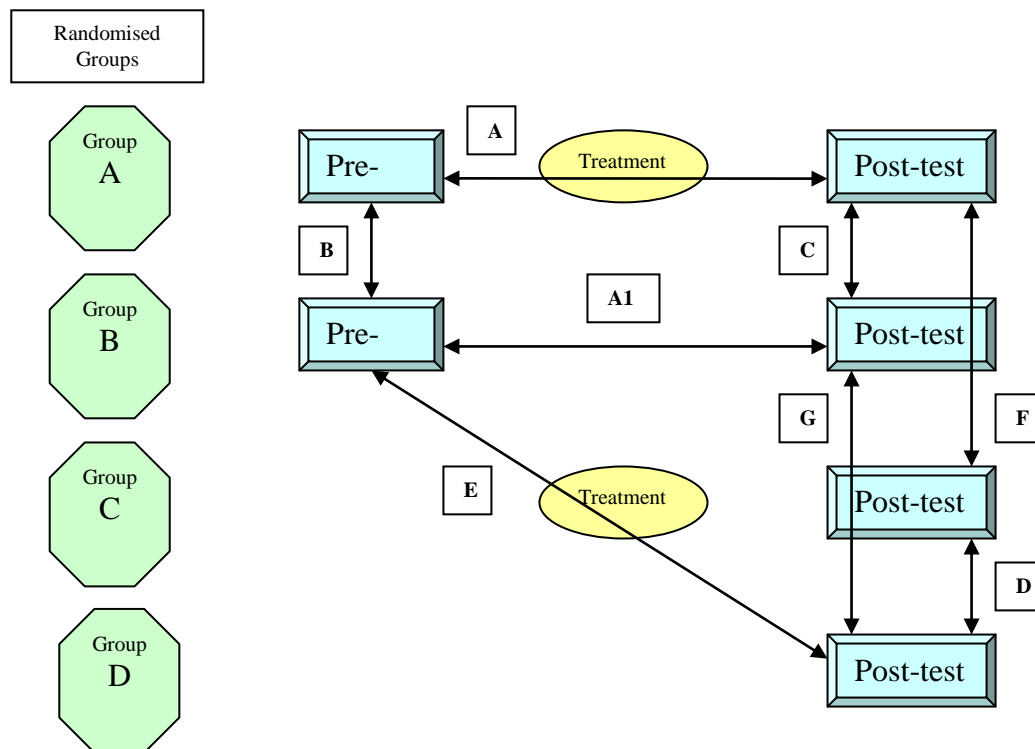 Randomised
Groups
Group
A
Pre-
A
Treatment
Post-test
B
C
Group
B
Pre-
A1
Post-test
G
F
Group
C
E
Treatment
Post-test
D
Group
D
Post-test